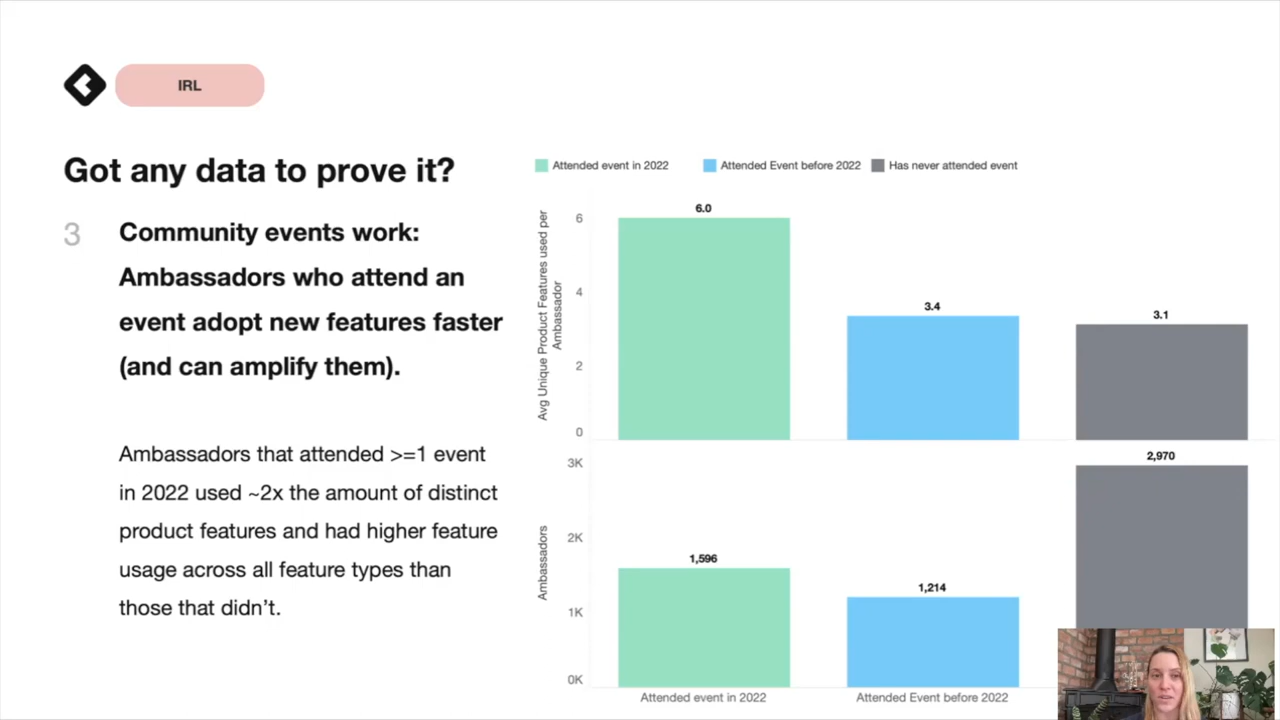 IRL
Got any data to prove it?
3
Community events work:
Ambassadors who attend an
event adopt new features faster
(and can amplify them).
Ambassadors that attended >=1 event
in 2022 used ~2x the amount of distinct
product features and had higher feature
usage across all feature types than
those that didn’t.
Attended event in 2022
Attended Event before 2022
Has never attended event
Avg Unique Product Features used per
Ambassador
6
4
2
0
6.0
3.4
3.1
Ambassadors
3K
2K
1K
0K
1,596
1,214
2,970
Attended event in 2022
Attended Event before 2022